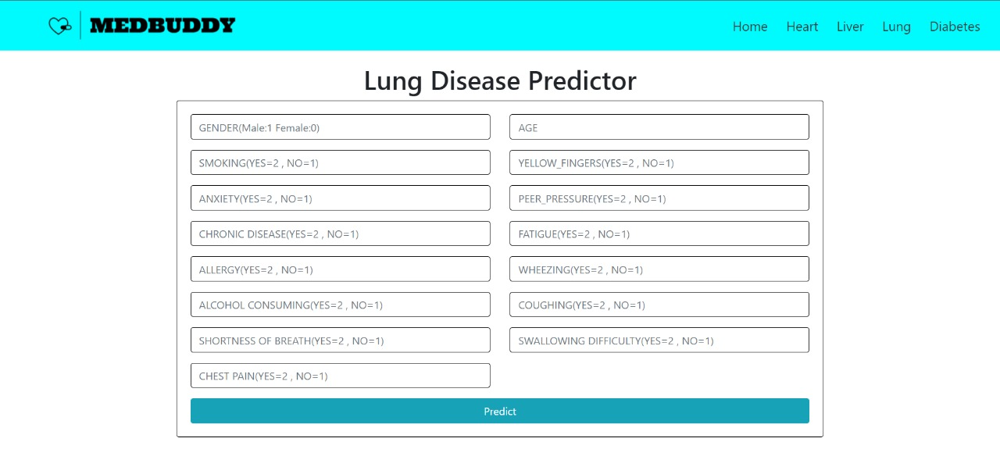 MEDBUDDY
Home Heart Liver Lung Diabetes
Lung Disease Predictor
GENDER(Male:1 Female:0)
AGE
SMOKING(YES=2 , NO=1)
YELLOW_FINGERS(YES=2 , NO=1)
ANXIETY(YES=2 , NO=1)
PEER_PRESSURE(YES=2 , NO=1)
CHRONIC DISEASE(YES=2 , NO=1)
FATIGUE(YES=2 , NO=1)
ALLERGY(YES=2 , NO=1)
WHEEZING(YES=2 , NO=1)
ALCOHOL CONSUMING(YES=2 , NO=1)
COUGHING(YES=2 , NO=1)
SHORTNESS OF BREATH(YES=2 , NO=1)
SWALLOWING DIFFICULTY(YES=2 , NO=1)
CHEST PAIN(YES=2 , NO=1)
Predict